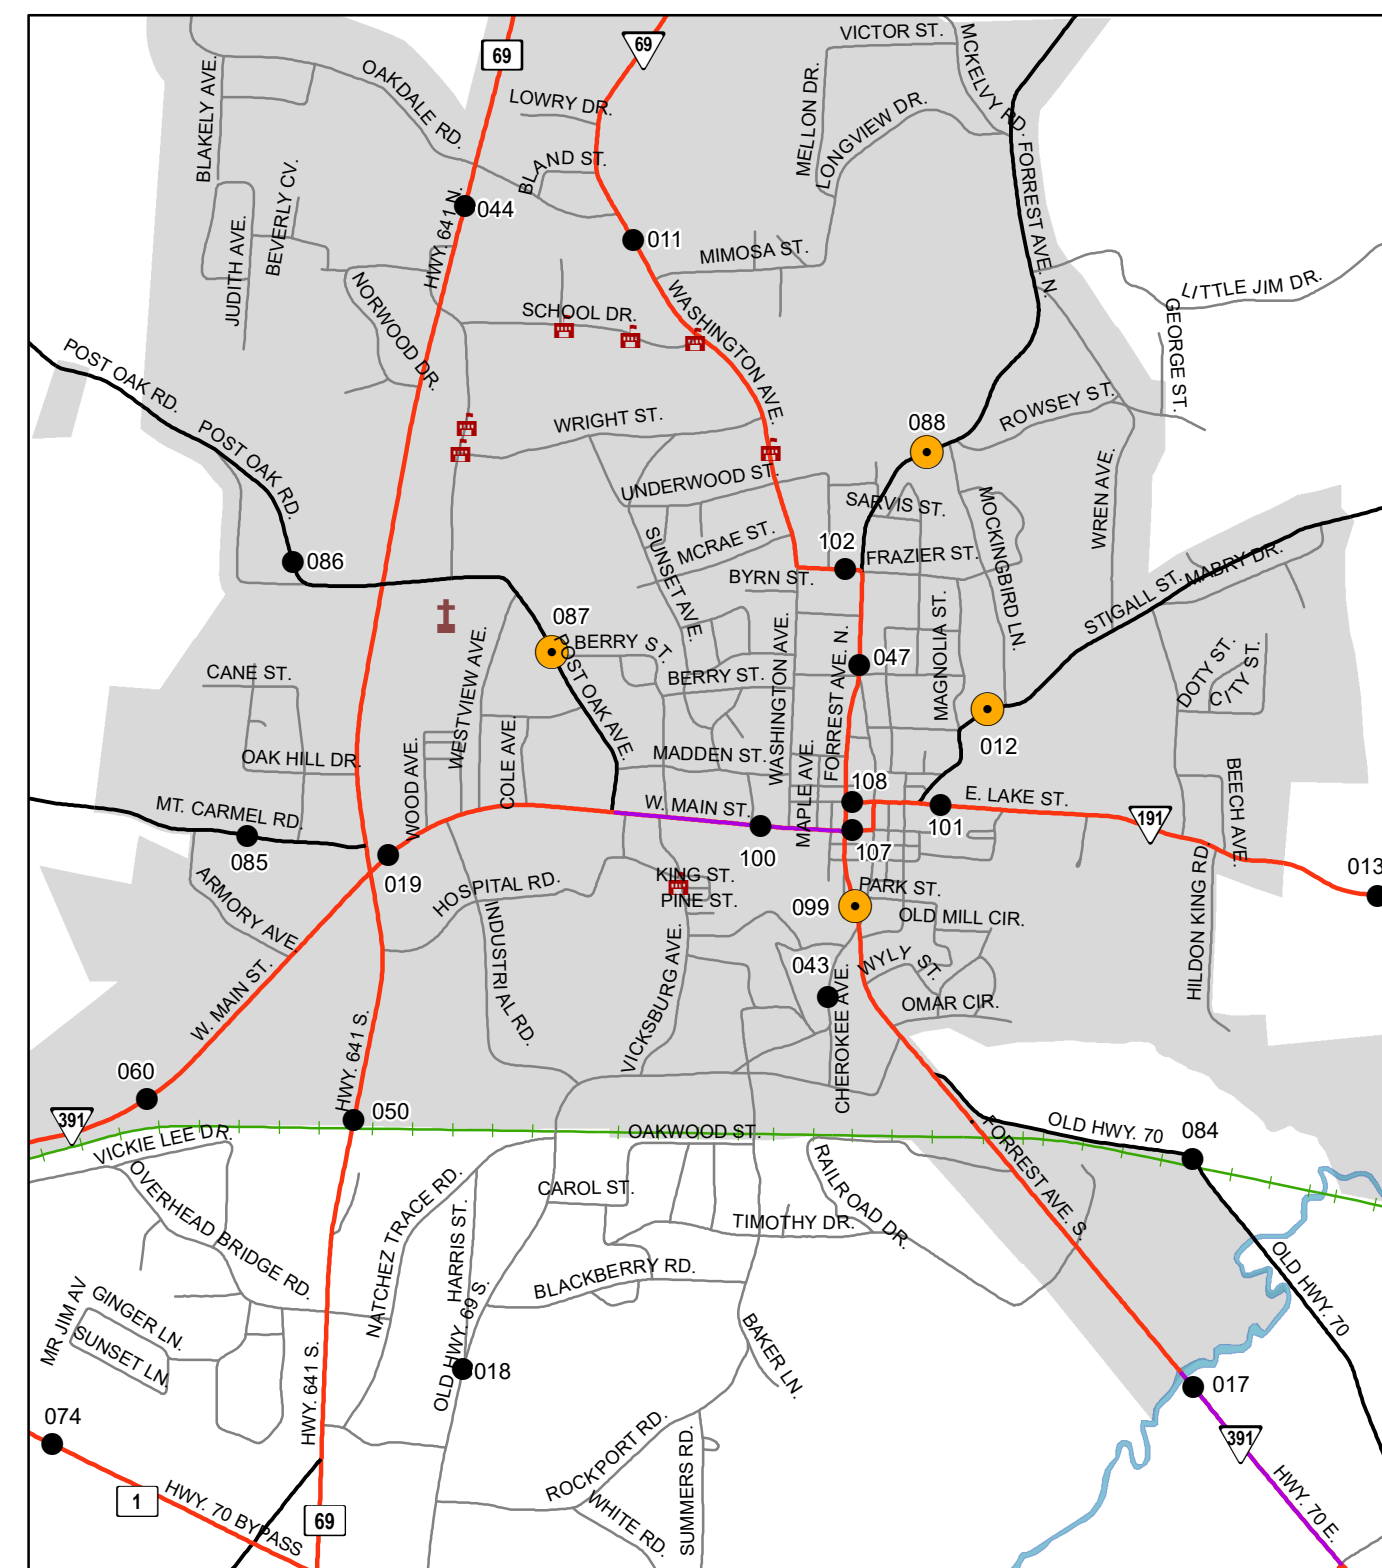 69
69
VICTOR ST.
MCKELVY RD.
BLAKELY AVE.
OAKDALE RD.
LOWRY DR.
MELLON DR.
LONGVIEW DR.
BLAND ST.
FORREST AVE. N.
BEVERLY CV.
JUDITH AVE.
HWY. 641 N.
044
011
MIMOSA ST.
LITTLE JIM DR.
GEORGE ST.
NORWOOD DR.
SCHOOL DR.
WASHINGTON AVE.
POST OAK RD.
POST OAK RD.
WRIGHT ST.
088
ROWSEY ST.
WREN AVE.
UNDERWOOD ST.
SARVIS ST.
MOCKINGBIRD LN.
SUNSET AVE.
MCRAE ST.
102
FRAZIER ST.
086
BYRN ST.
MABRY DR.
STIGALL ST.
087
BERRY ST.
POST OAK AVE.
BERRY ST.
WASHINGTON AVE.
FORREST AVE. N.
047
MAGNOLIA ST.
DOTY ST.
CITY ST.
CANE ST.
WESTVIEW AVE.
012
OAK HILL DR.
WOOD AVE.
COLE AVE.
MADDEN ST.
MAPLE AVE.
108
E. LAKE ST.
BEECH AVE.
MT. CARMEL RD.
W. MAIN ST.
101
191
085
019
100
107
013
ARMORY AVE.
HOSPITAL RD.
KING ST.
PINE ST.
PARK ST.
099
OLD MILL CIR.
HILDON KING RD.
INDUSTRIAL RD.
VICKSBURG AVE.
043
WYLY ST.
CHEROKEE AVE.
OMAR CIR.
W. MAIN ST.
HWY. 641 S.
060
050
391
VICKIE LEE DR.
OAKWOOD ST.
OLD HWY. 70
084
FORREST AVE. S.
OVERHEAD BRIDGE RD.
NATCHEZ TRACE RD.
HARRIS ST.
CAROL ST.
RAILROAD DR.
TIMOTHY DR.
OLD HWY. 70
BLACKBERRY RD.
MR JIM AV
GINGER LN.
SUNSET LN.
OLD HWY. 69 S.
018
BAKER LN.
017
HWY. 641 S.
074
391
ROCKPORT RD.
WHITE RD.
SUMMERS RD.
1
HWY. 70 BYPASS
69
HWY. 70 E.